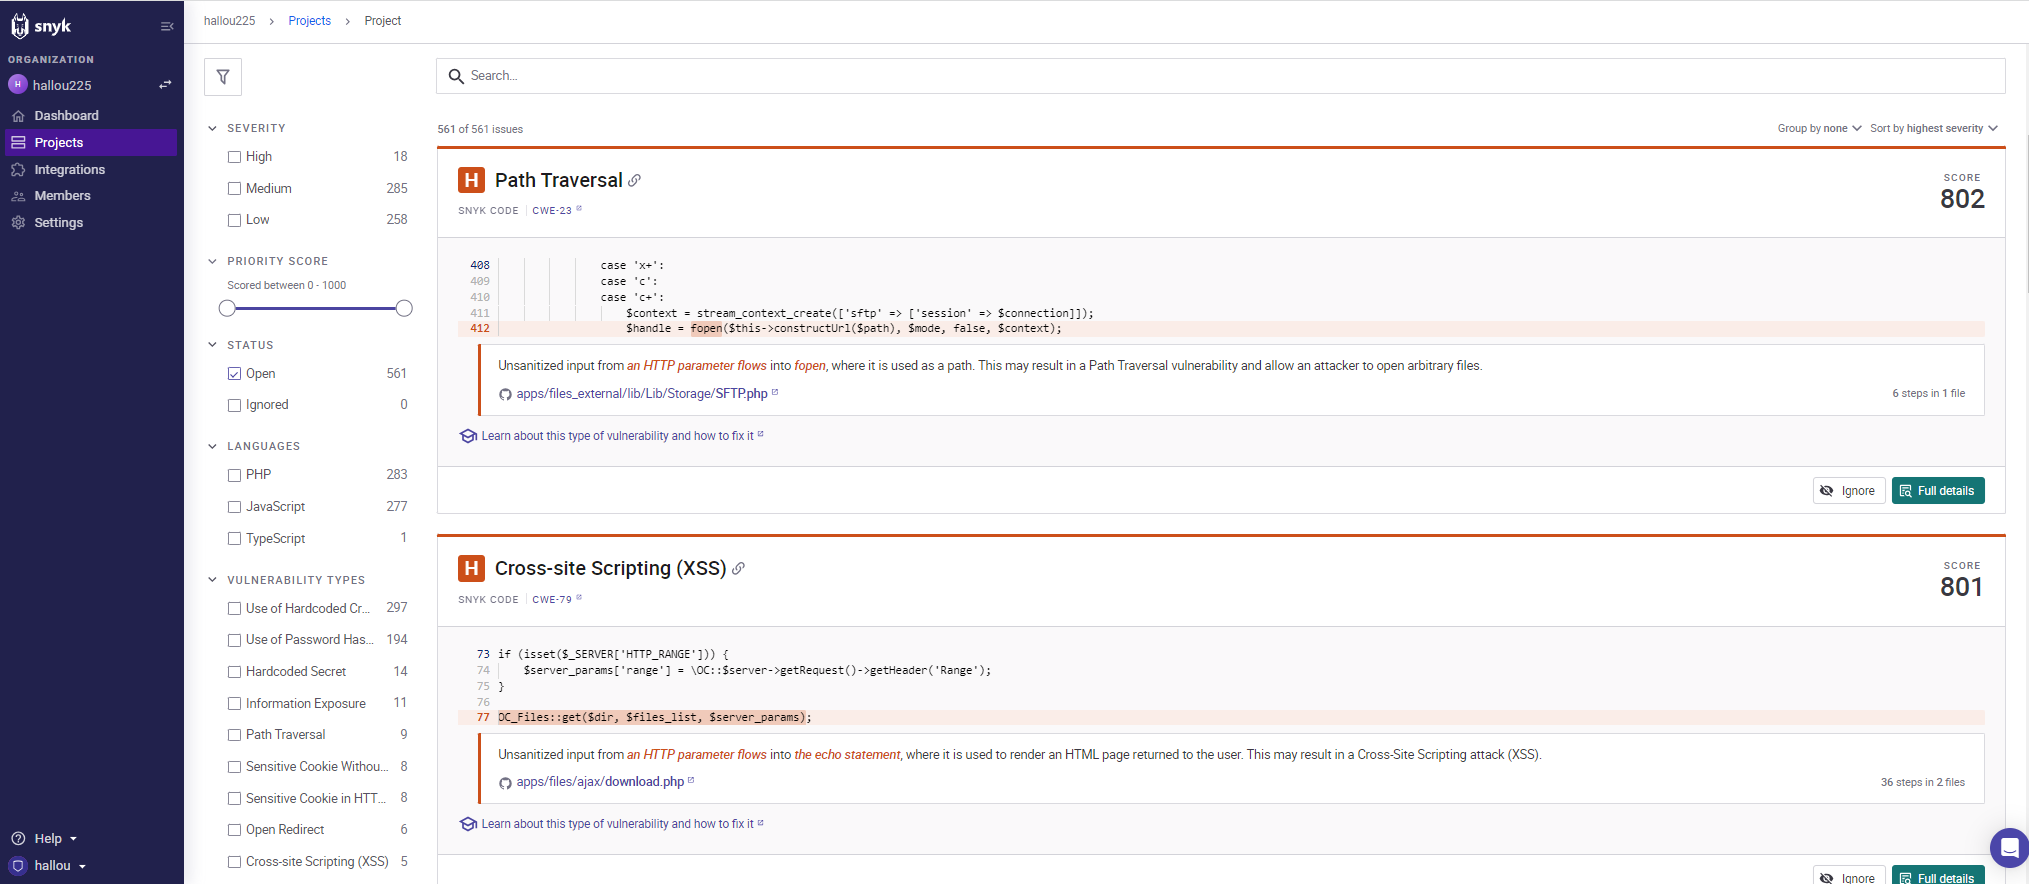 snyk
hallou225 > Projects > Project
ORGANIZATION
H hallou225
Dashboard
Projects
Integrations
Members
Settings
Help
hallou
SEVERITY
High 18
Medium 285
Low 258
PRIORITY SCORE
Scored between 0 - 1000
STATUS
Open 561
Ignored 0
LANGUAGES
PHP 283
JavaScript 277
TypeScript 1
VULNERABILITY TYPES
Use of Hardcoded Cr... 297
Use of Password Has... 194
Hardcoded Secret 14
Information Exposure 11
Path Traversal 9
Sensitive Cookie Withou... 8
Sensitive Cookie in HTT... 8
Open Redirect 6
Cross-site Scripting (XSS) 5
Search...
561 of 561 issues
Group by none Sort by highest severity
H Path Traversal
SCORE
802
SNYK CODE | CWE-23
408 case 'x+':
409 case 'c':
410 case 'c+':
411 $context = stream_context_create(['sftp' => ['session' => $connection]]);
412 $handle = fopen($this->constructUrl($path), $mode, false, $context);
Unsanitized input from an HTTP parameter flows into fopen, where it is used as a path. This may result in a Path Traversal vulnerability and allow an attacker to open arbitrary files.
apps/files_external/lib/Lib/Storage/SFTP.php
6 steps in 1 file
Learn about this type of vulnerability and how to fix it
Ignore Full details
H Cross-site Scripting (XSS)
SCORE
801
SNYK CODE | CWE-79
73 if (isset($_SERVER['HTTP_RANGE'])) {
74 $server_params['range'] = \OC::$server->getRequest()->getHeader('Range');
75 }
76
77 OC_Files::get($dir, $files_list, $server_params);
Unsanitized input from an HTTP parameter flows into the echo statement, where it is used to render an HTML page returned to the user. This may result in a Cross-Site Scripting attack (XSS).
apps/files/ajax/download.php
36 steps in 2 files
Learn about this type of vulnerability and how to fix it
Ignore Full details